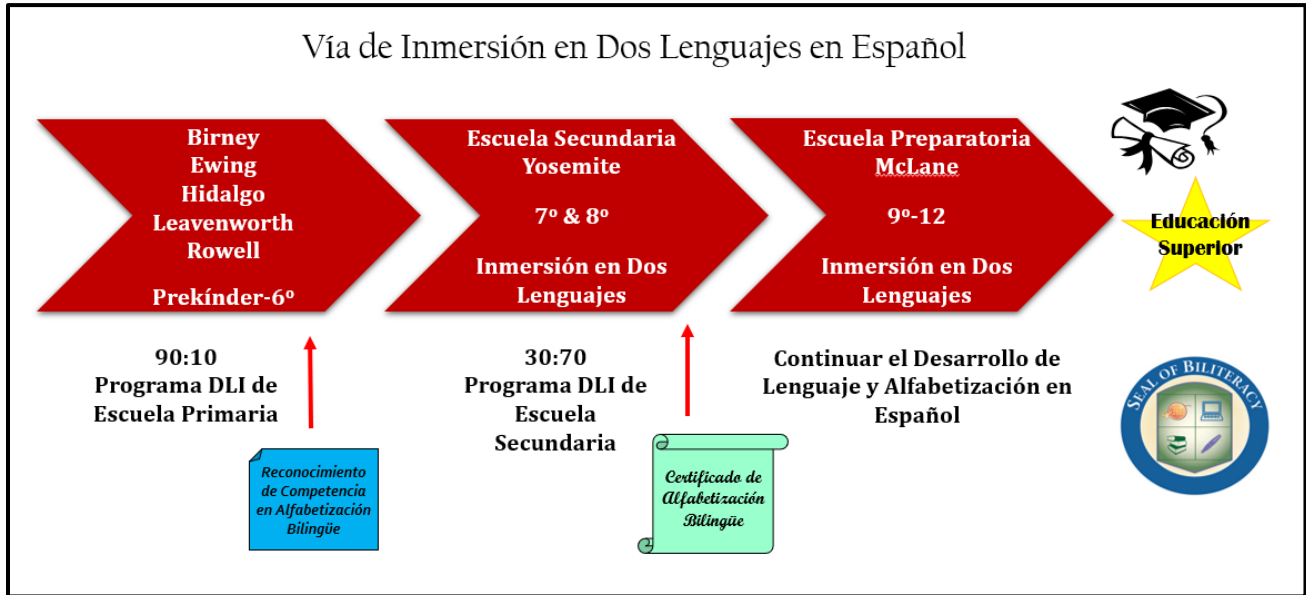 Vía de Inmersión en Dos Lenguajes en Español
Birney
Ewing
Hidalgo
Leavenworth
Rowell
Prekínder-6º
Escuela Secundaria
Yosemite
7º & 8º
Inmersión en Dos
Lenguajes
Escuela Preparatoria
McLane
9º-12
Inmersión en Dos
Lenguajes
Educación
Superior
90:10
Programa DLI de
Escuela Primaria
30:70
Programa DLI de
Escuela
Secundaria
Continuar el Desarrollo de
Lenguaje y Alfabetización en
Español
Reconocimiento
de Competencia
en Alfabetización
Bilingüe
Certificado de
Alfabetización
Bilingüe
SEAL OF BILITERACY